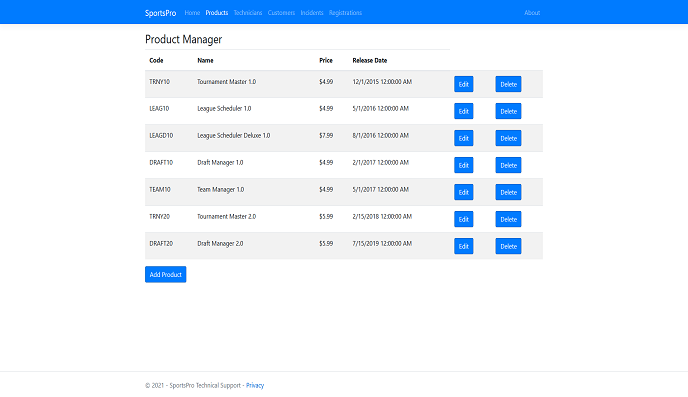 SportsPro Home Products Technicians Customers Incidents Registrations About
Product Manager
Code Name Price Release Date
TRNY10 Tournament Master 1.0 $4.99 12/1/2015 12:00:00 AM Edit Delete
LEAG10 League Scheduler 1.0 $4.99 5/1/2016 12:00:00 AM Edit Delete
LEAGD10 League Scheduler Deluxe 1.0 $7.99 8/1/2016 12:00:00 AM Edit Delete
DRAFT10 Draft Manager 1.0 $4.99 2/1/2017 12:00:00 AM Edit Delete
TEAM10 Team Manager 1.0 $4.99 5/1/2017 12:00:00 AM Edit Delete
TRNY20 Tournament Master 2.0 $5.99 2/15/2018 12:00:00 AM Edit Delete
DRAFT20 Draft Manager 2.0 $5.99 7/15/2019 12:00:00 AM Edit Delete
Add Product
© 2021 - SportsPro Technical Support - Privacy